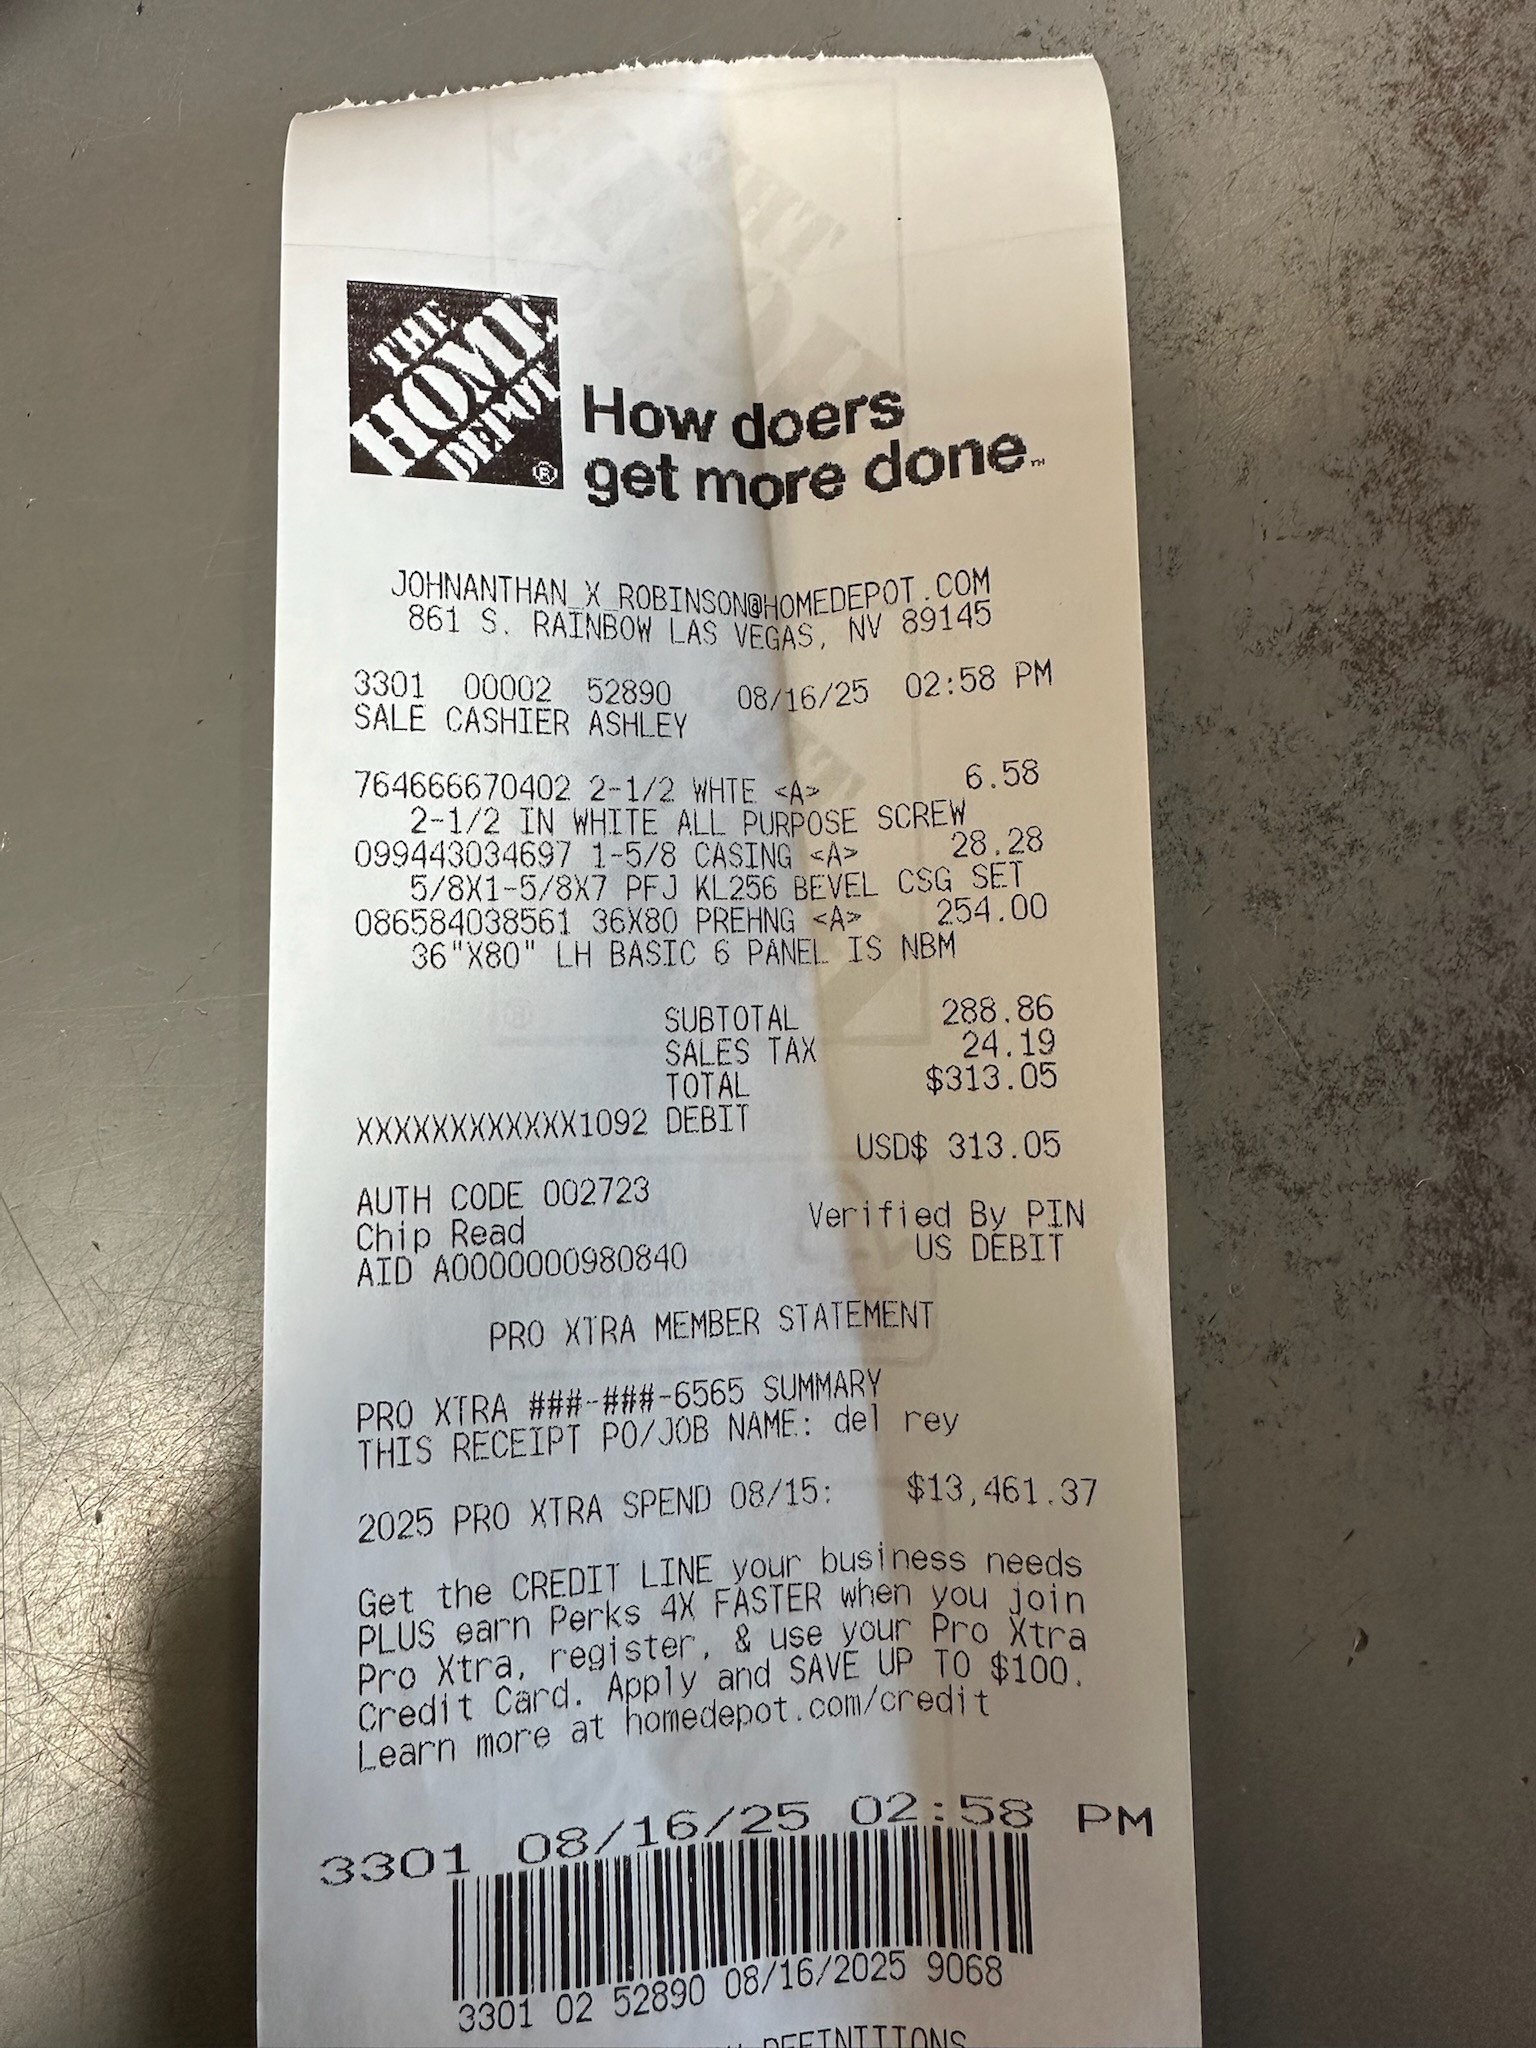 THE
HOME
DEPOT
®
How doers
get more done™
JOHNANTHAN_X_ROBINSON@HOMEDEPOT.COM
861 S. RAINBOW LAS VEGAS, NV 89145
3301 00002 52890 08/16/25 02:58 PM
SALE CASHIER ASHLEY
764666670402 2-1/2 WHTE <A> 6.58
2-1/2 IN WHITE ALL PURPOSE SCREW
099443034697 1-5/8 CASING <A> 28.28
5/8X1-5/8X7 PFJ KL256 BEVEL CSG SET
086584038561 36X80 PREHNG <A> 254.00
36"X80" LH BASIC 6 PANEL IS NBM
SUBTOTAL 288.86
SALES TAX 24.19
TOTAL $313.05
XXXXXXXXXXXX1092 DEBIT
USD$ 313.05
AUTH CODE 002723
Chip Read Verified By PIN
AID A0000000980840 US DEBIT
PRO XTRA MEMBER STATEMENT
PRO XTRA ###-###-6565 SUMMARY
THIS RECEIPT PO/JOB NAME: del rey
2025 PRO XTRA SPEND 08/15: $13,461.37
Get the CREDIT LINE your business needs
PLUS earn Perks 4X FASTER when you join
Pro Xtra, register, & use your Pro Xtra
Credit Card. Apply and SAVE UP TO $100.
Learn more at homedepot.com/credit
3301 08/16/25 02:58 PM
3301 02 52890 08/16/2025 9068
DEFINITIONS